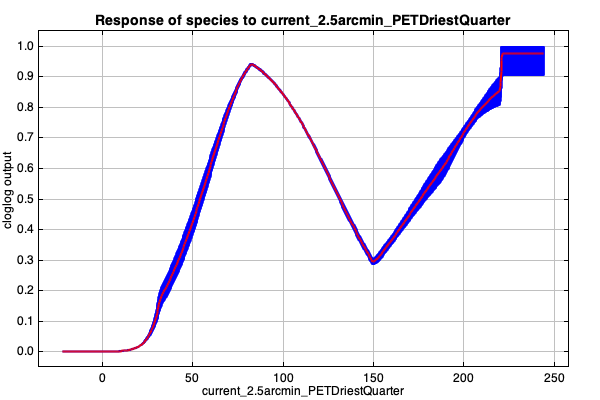 Response of species to current_2.5arcmin_PETDriestQuarter
1.0
0.9
0.8
0.7
0.6
0.5
0.4
0.3
0.2
0.1
0.0
cloglog output
0 50 100 150 200 250
current_2.5arcmin_PETDriestQuarter